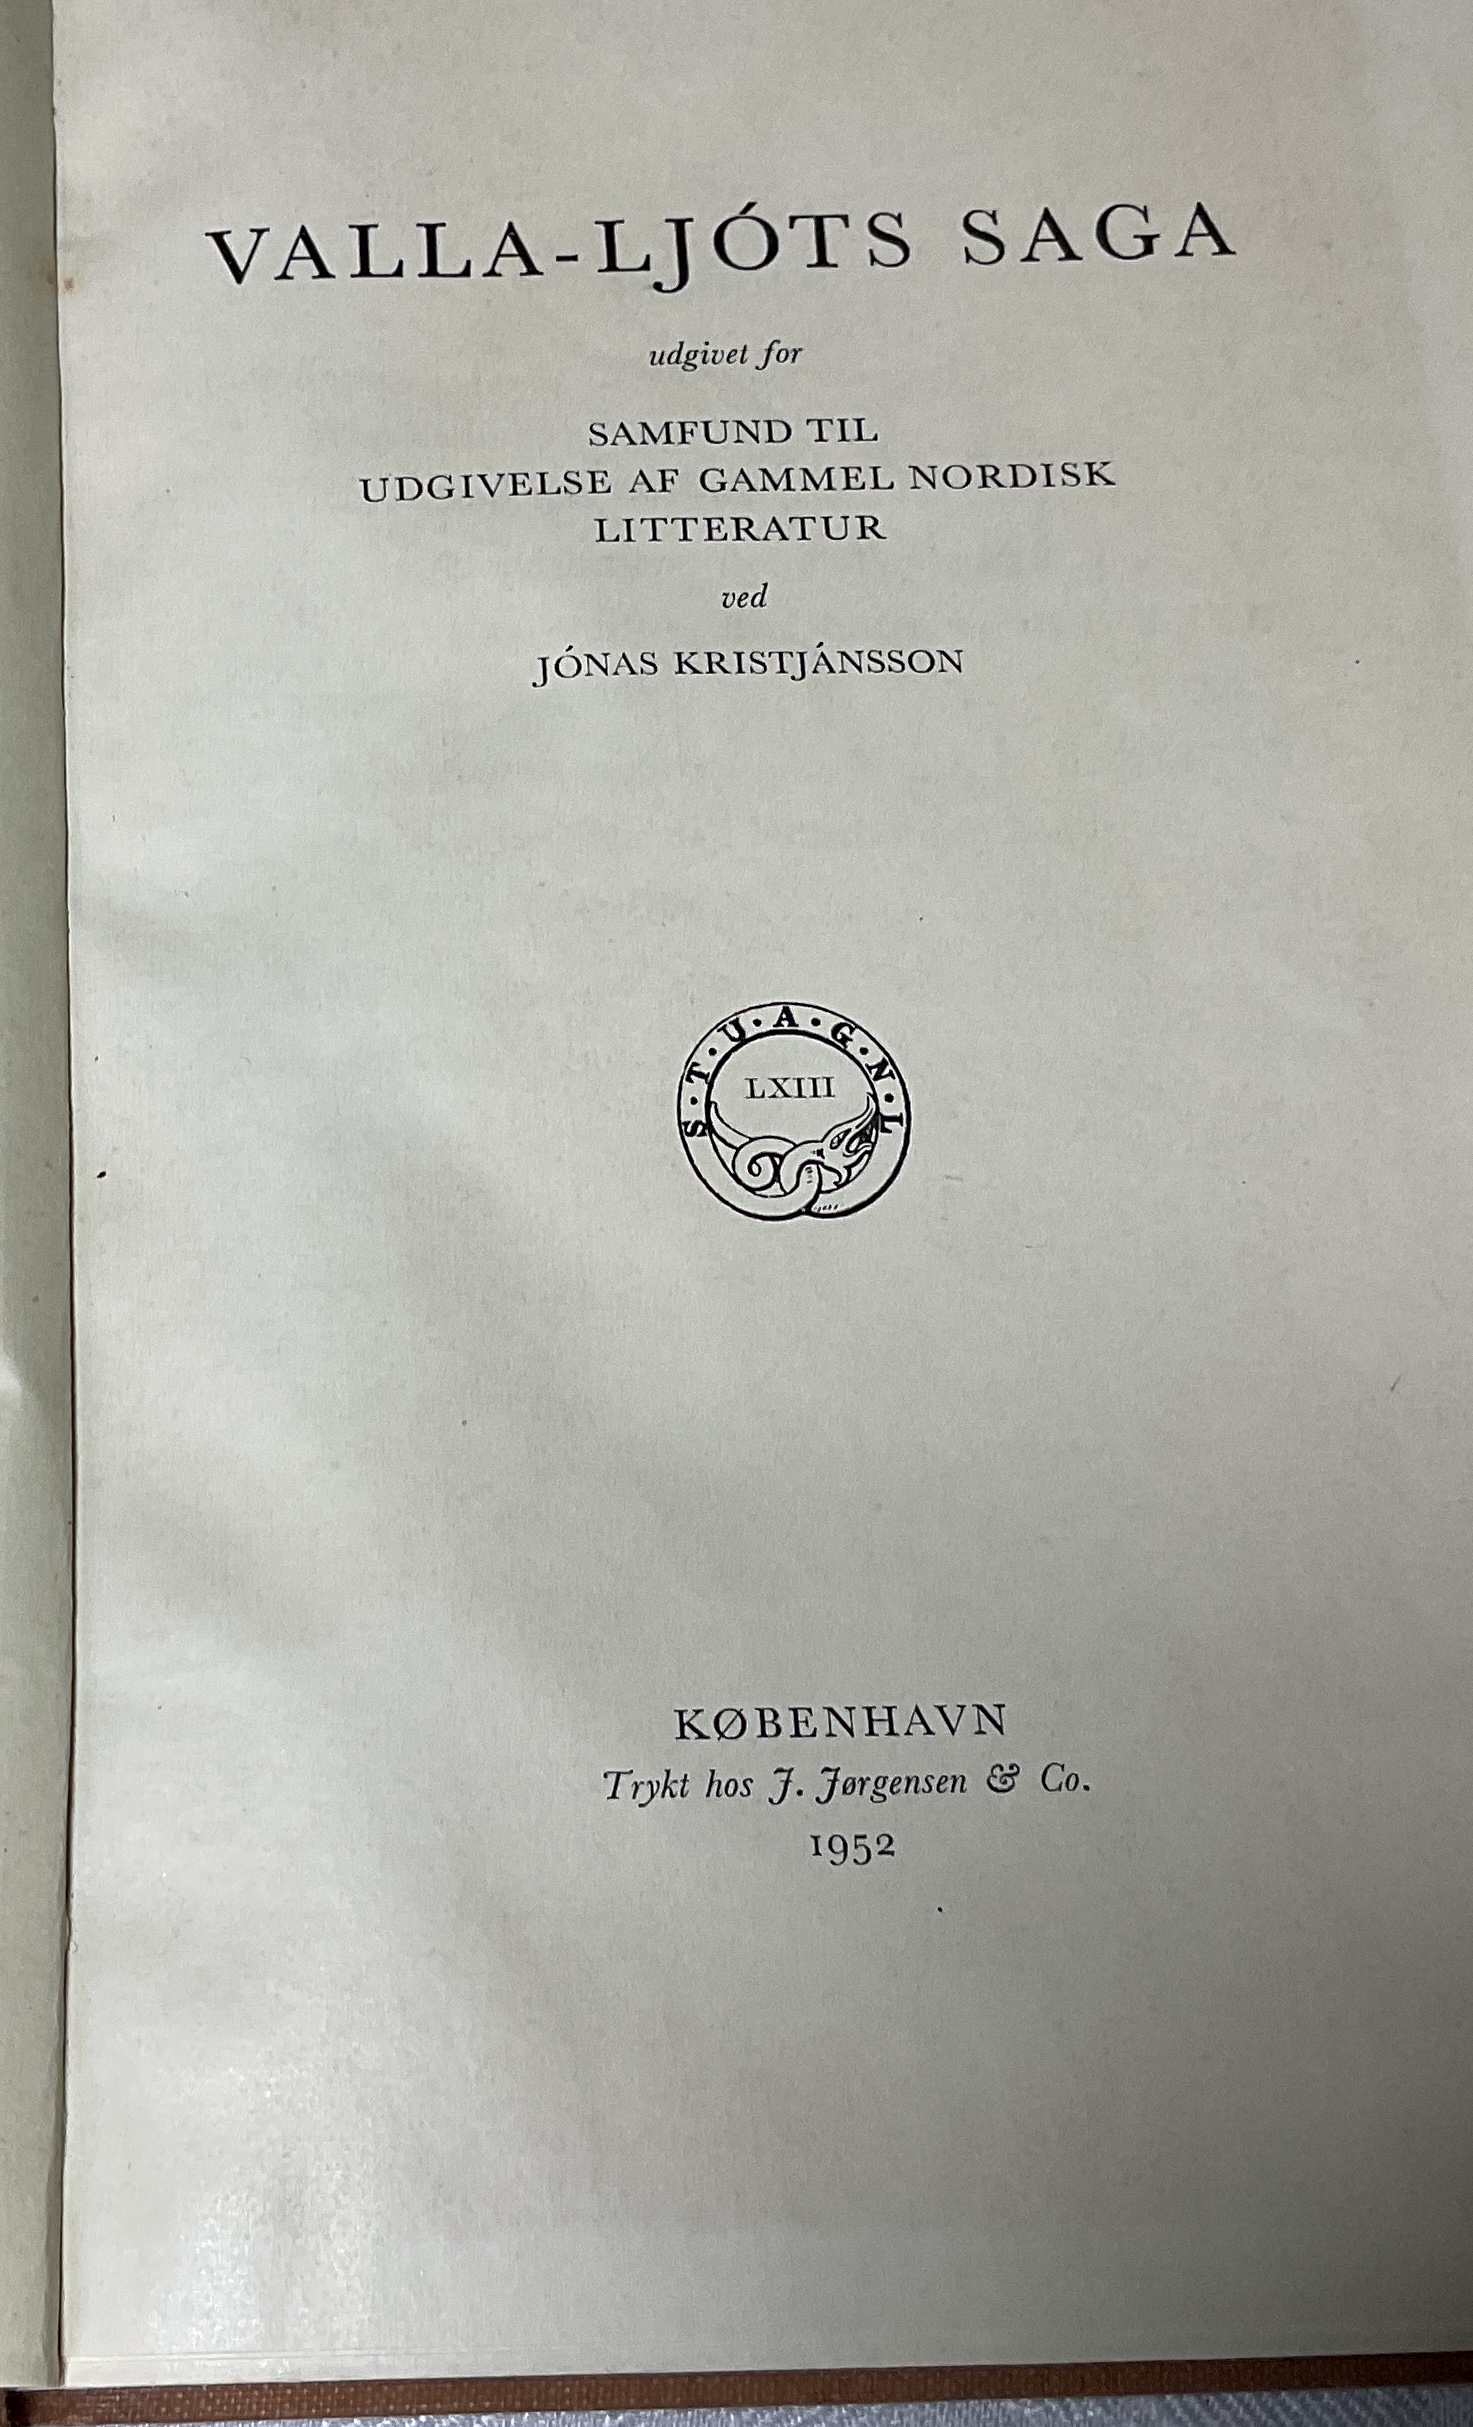 VALLA-LJÓTS SAGA
udgivet for
SAMFUND TIL
UDGIVELSE AF GAMMEL NORDISK
LITTERATUR
ved
JÓNAS KRISTJÁNSSON
S·T·U·A·G·N·L
LXIII
KØBENHAVN
Trykt hos J. Jørgensen & Co.
1952